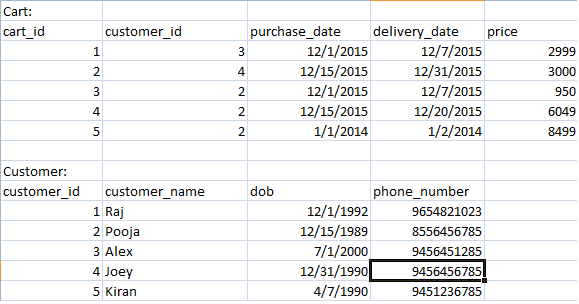 Cart:
cart_id customer_id purchase_date delivery_date price
1 3 12/1/2015 12/7/2015 2999
2 4 12/15/2015 12/31/2015 3000
3 2 12/1/2015 12/7/2015 950
4 2 12/15/2015 12/20/2015 6049
5 2 1/1/2014 1/2/2014 8499
Customer:
customer_id customer_name dob phone_number
1 Raj 12/1/1992 9654821023
2 Pooja 12/15/1989 8556456785
3 Alex 7/1/2000 9456451285
4 Joey 12/31/1990 9456456785
5 Kiran 4/7/1990 9451236785